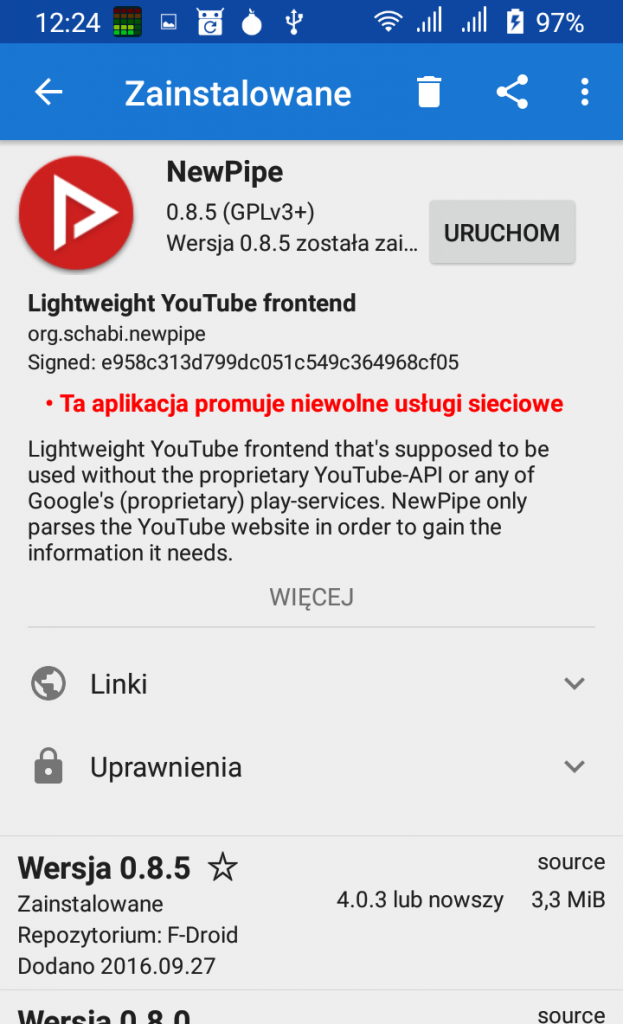 12:24
97%
Zainstalowane
NewPipe
0.8.5 (GPLv3+)
Wersja 0.8.5 została zai...
URUCHOM
Lightweight YouTube frontend
org.schabi.newpipe
Signed: e958c313d799dc051c549c364968cf05
• Ta aplikacja promuje niewolne usługi sieciowe
Lightweight YouTube frontend that's supposed to be
used without the proprietary YouTube-API or any of
Google's (proprietary) play-services. NewPipe only
parses the YouTube website in order to gain the
information it needs.
WIĘCEJ
Linki
Uprawnienia
Wersja 0.8.5
source
Zainstalowane
4.0.3 lub nowszy
3,3 MiB
Repozytorium: F-Droid
Dodano 2016.09.27
Wersja 0.8.0
source